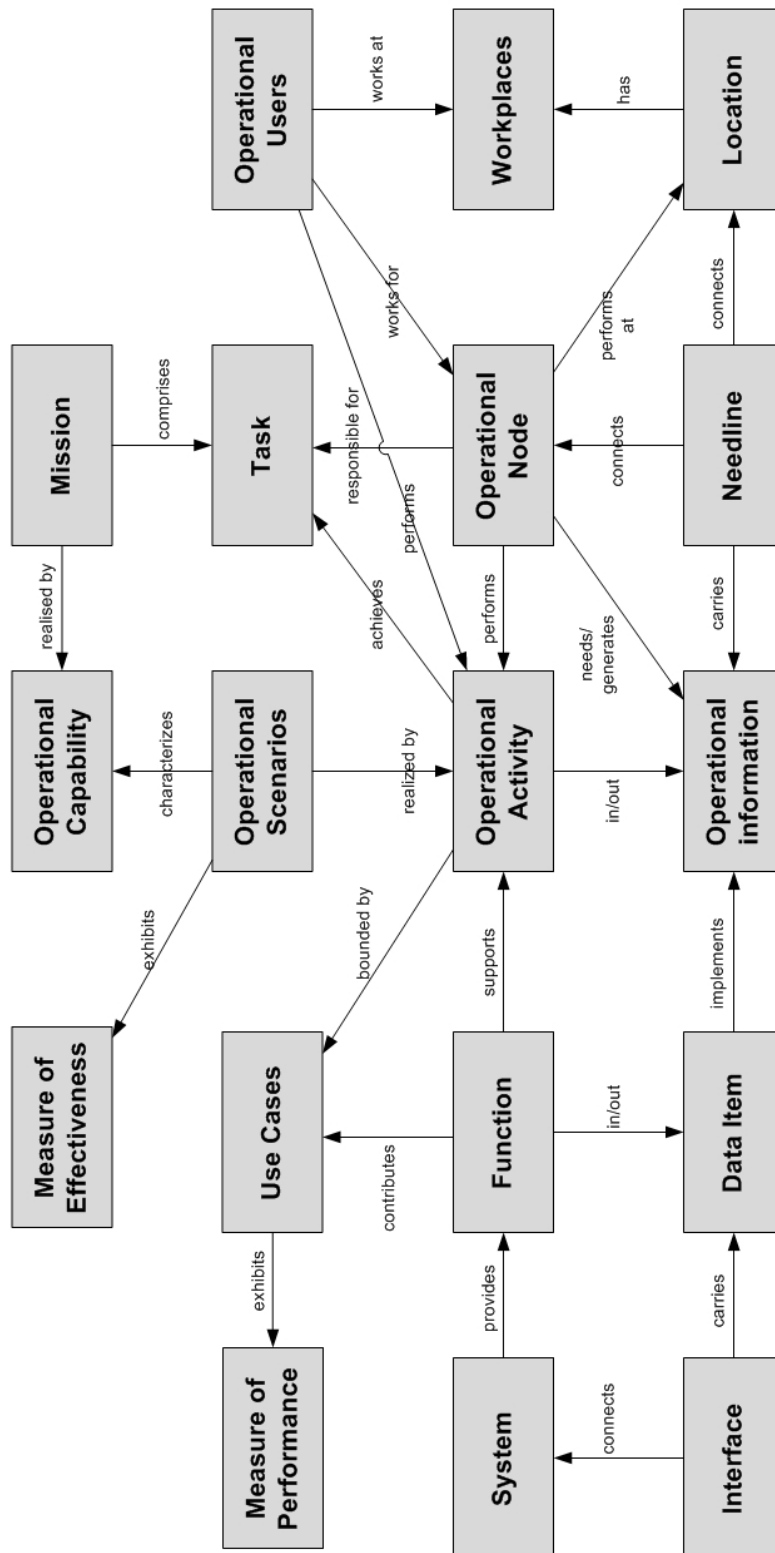 Measure of
Effectiveness
Operational
Capability
realised by
Mission
exhibits
characterizes
comprises
Measure of
Performance
exhibits
Use Cases
Operational
Scenarios
Task
Operational
Users
contributes
bounded by
realized by
achieves
performs
responsible for
works for
works at
System
provides
Function
supports
Operational
Activity
performs
Operational
Node
Workplaces
connects
in/out
in/out
needs/
generates
connects
performs
at
has
Interface
carries
Data Item
implements
Operational
information
carries
Needline
connects
Location